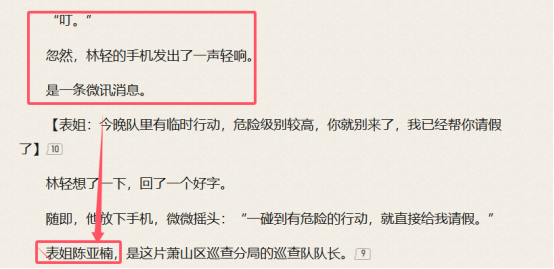 “叮。”
忽然，林轻的手机发出了一声轻响。
是一条微讯消息。
【表姐：今晚队里有临时行动，危险级别较高，你就别来了，我已经帮你请假
了】 10
林轻想了一下，回了一个好字。
随即，他放下手机，微微摇头：“一碰到有危险的行动，就直接给我请假。”
表姐陈亚楠，是这片萧山区巡查分局的巡查队队长。 9